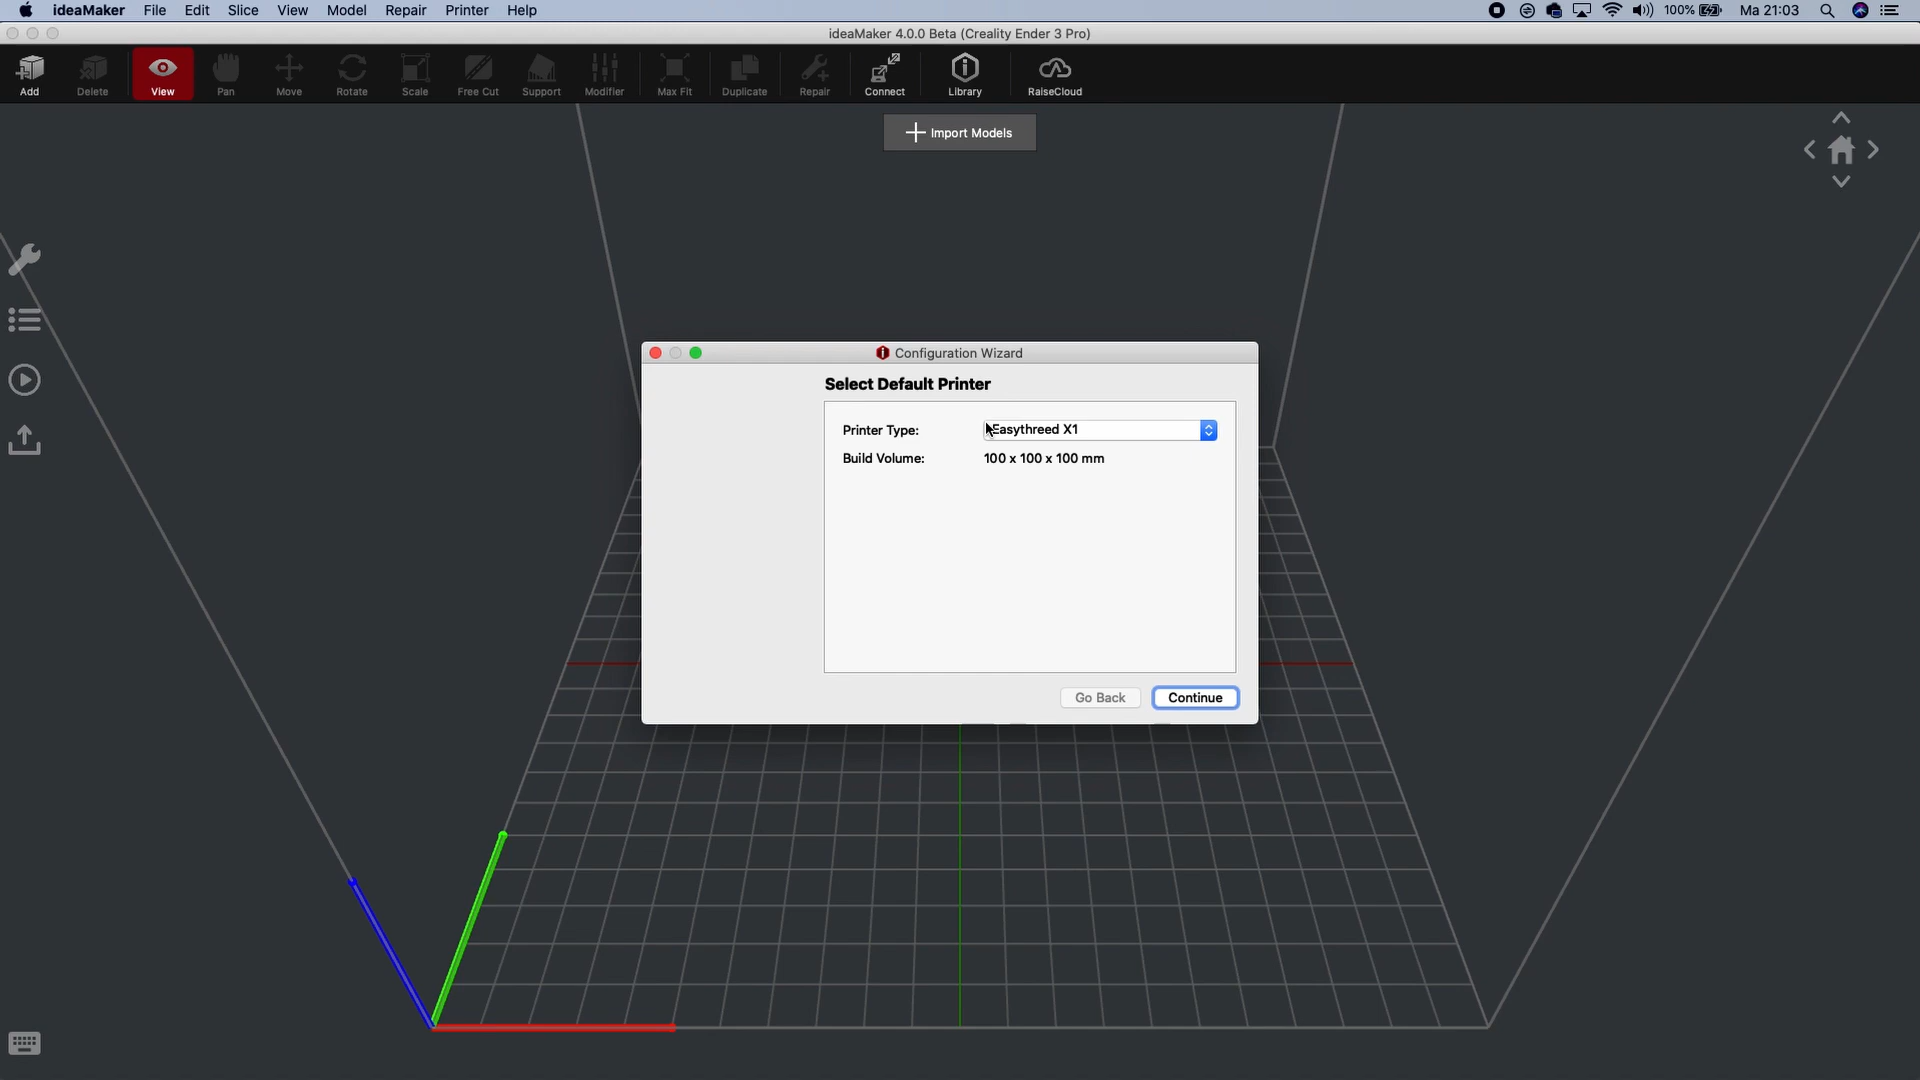 ideaMaker File Edit Slice View Model Repair Printer Help 100% Ma 21:03
ideaMaker 4.0.0 Beta (Creality Ender 3 Pro)
Add Delete View Pan Move Rotate Scale Free Cut Support Modifier Max Fit Duplicate Repair Connect Library RaiseCloud
Import Models
Configuration Wizard
Select Default Printer
Printer Type: Easythreed X1
Build Volume: 100 x 100 x 100 mm
Go Back Continue